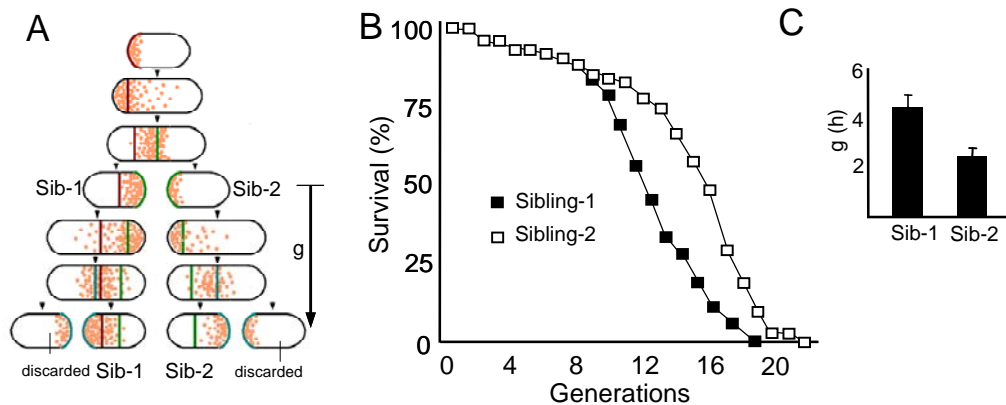 A
Sib-1
Sib-2
g
discarded
Sib-1
Sib-2
discarded
B
Survival (%)
100
75
50
25
0
Sibling-1
Sibling-2
0
4
8
12
16
20
Generations
C
g (h)
6
4
2
Sib-1
Sib-2